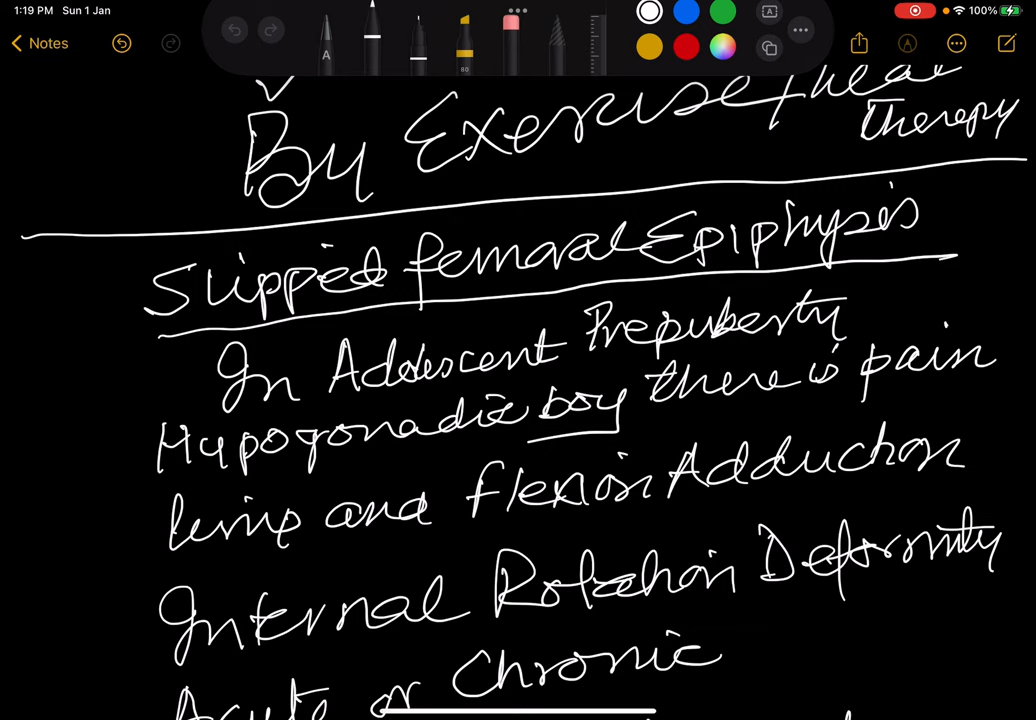 1:19 PM Sun 1 Jan
100%
Notes
A
80
A
By Exercise, Heat
therapy
Slipped femoral Epiphysis
In Adolescent Prepuberty
Hypogonadic boy there is pain
limp and flexion Adduction
Internal Rotation Deformity
Acute or Chronic